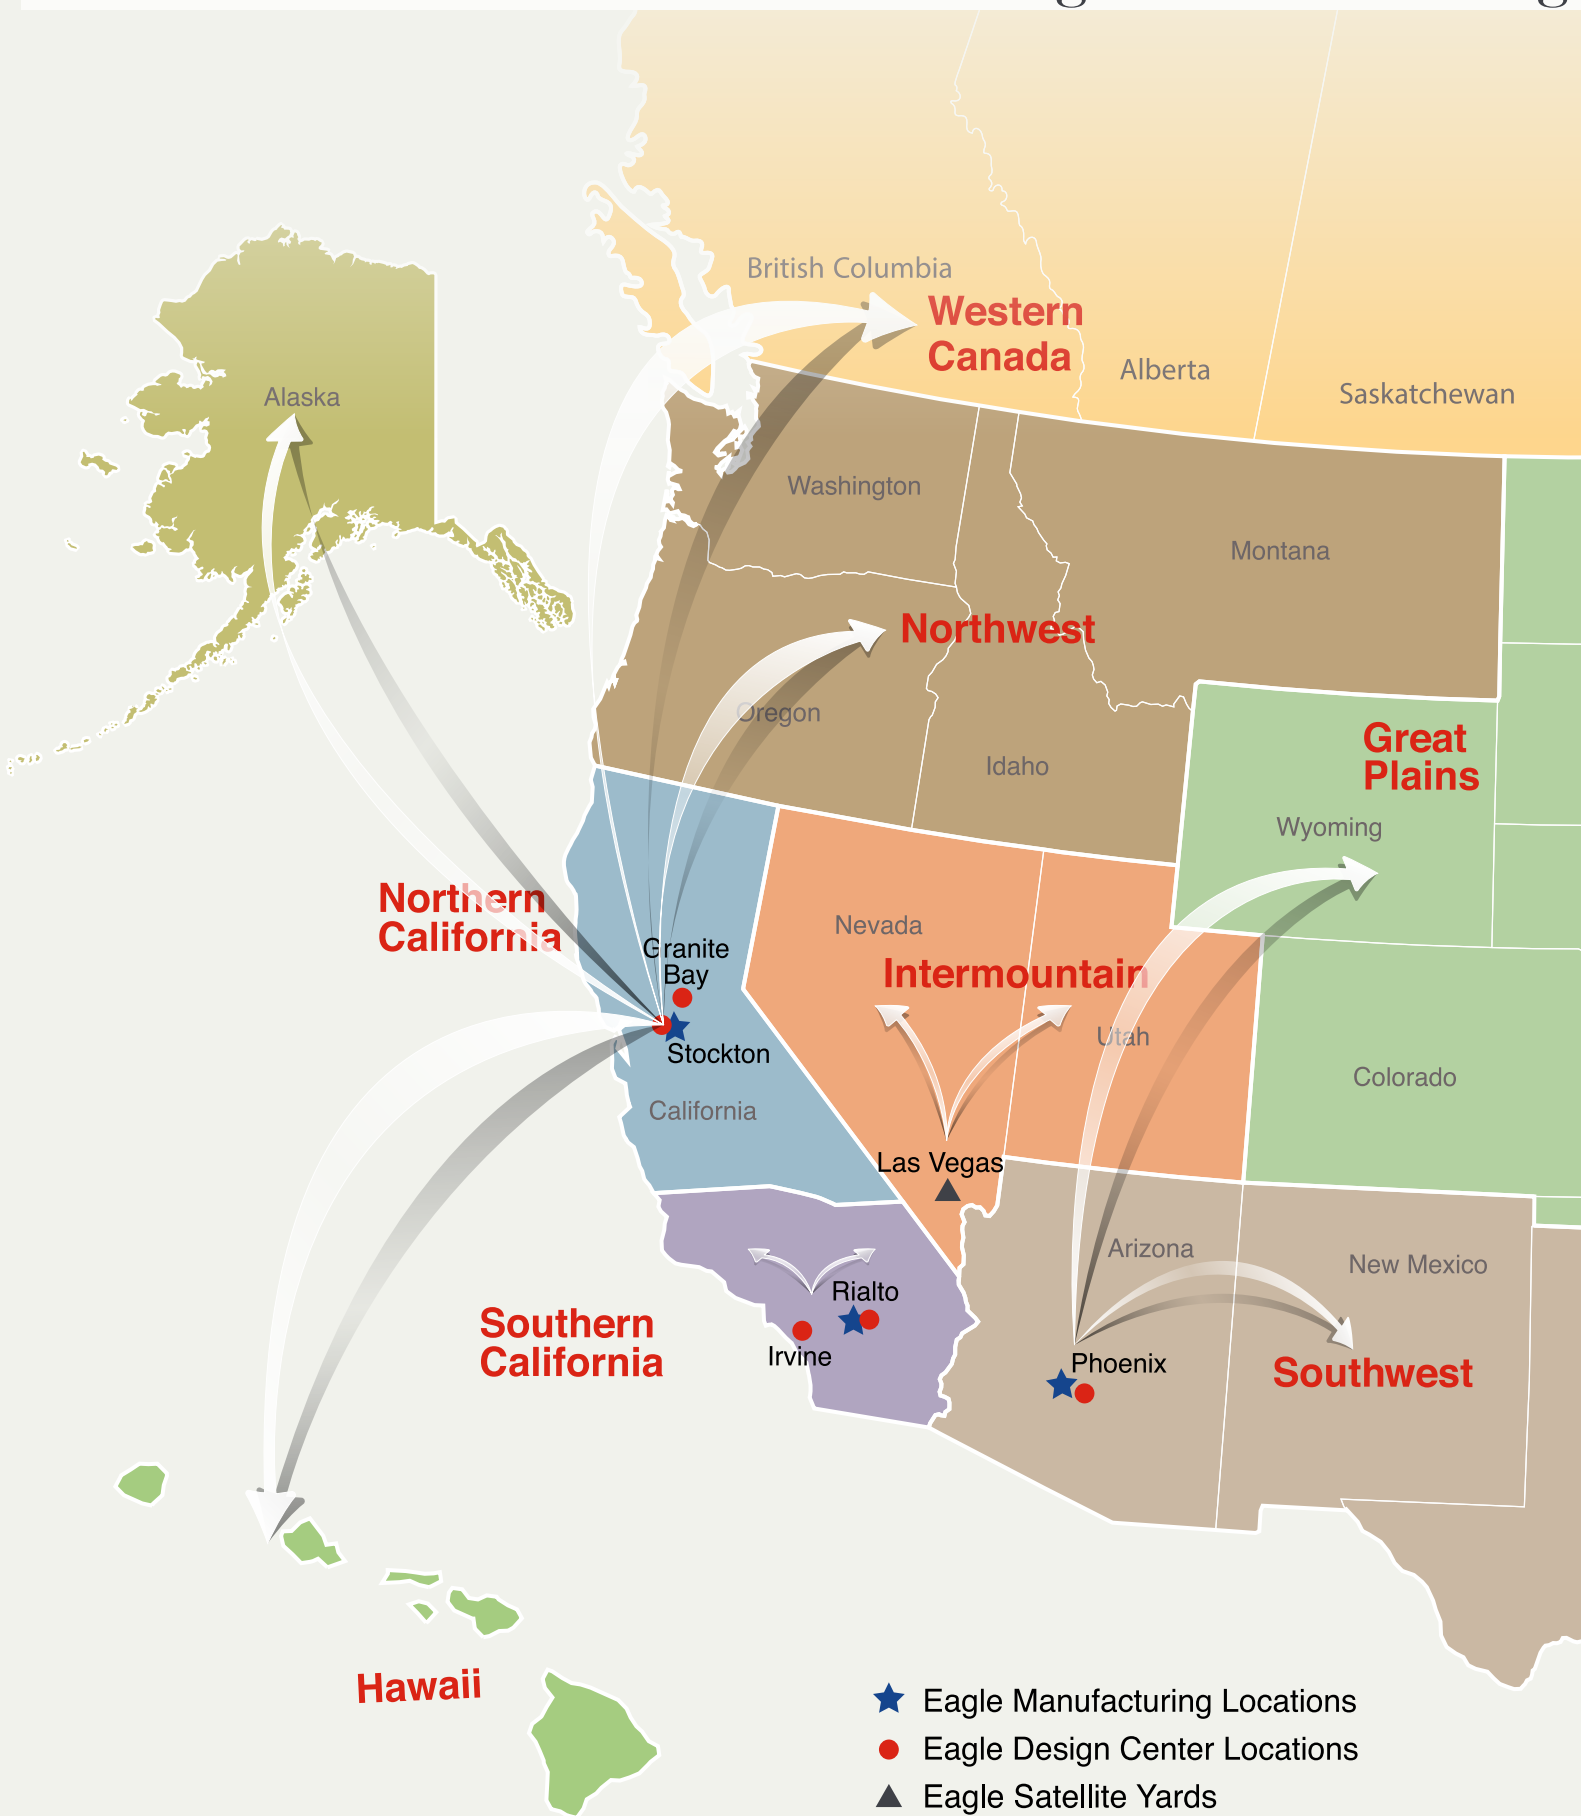 British Columbia
Western
Canada
Alberta
Saskatchewan
Alaska
Washington
Montana
Northwest
Oregon
Idaho
Great
Plains
Wyoming
Northern
California
Nevada
Granite
Bay
Intermountain
Utah
Stockton
Colorado
California
Las Vegas
Arizona
New Mexico
Rialto
Southern
California
Irvine
Phoenix
Southwest
Hawaii
Eagle Manufacturing Locations
Eagle Design Center Locations
Eagle Satellite Yards